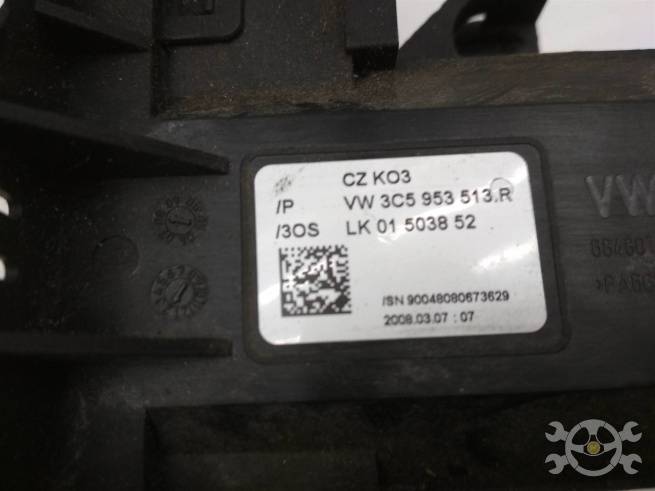 CZ KO3
/P VW 3C5 953 513.R
/3OS LK 01 5038 52
/SN 90048080673629
2008.03.07 : 07
VW